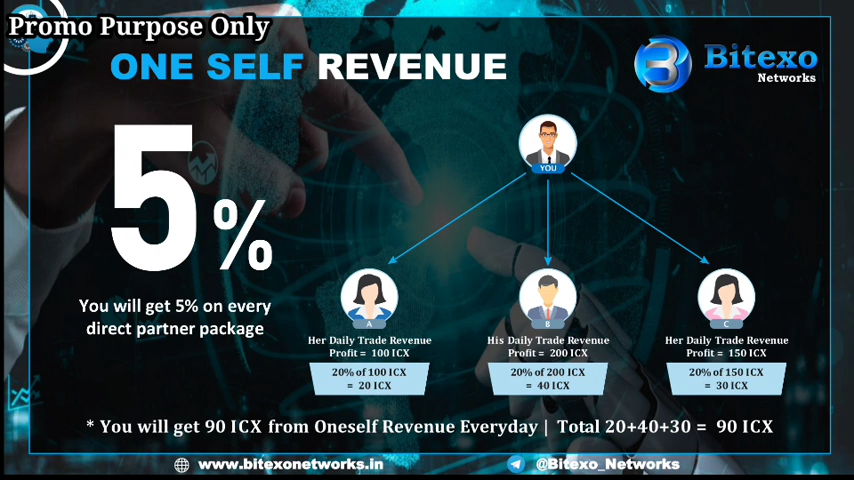 Promo Purpose Only
ONE SELF REVENUE
Bitexo
Networks
5%
You will get 5% on every
direct partner package
YOU
A
Her Daily Trade Revenue
Profit = 100 ICX
20% of 100 ICX
= 20 ICX
B
His Daily Trade Revenue
Profit = 200 ICX
20% of 200 ICX
= 40 ICX
C
Her Daily Trade Revenue
Profit = 150 ICX
20% of 150 ICX
= 30 ICX
* You will get 90 ICX from Oneself Revenue Everyday | Total 20+40+30 = 90 ICX
www.bitexonetworks.in
@Bitexo_Networks